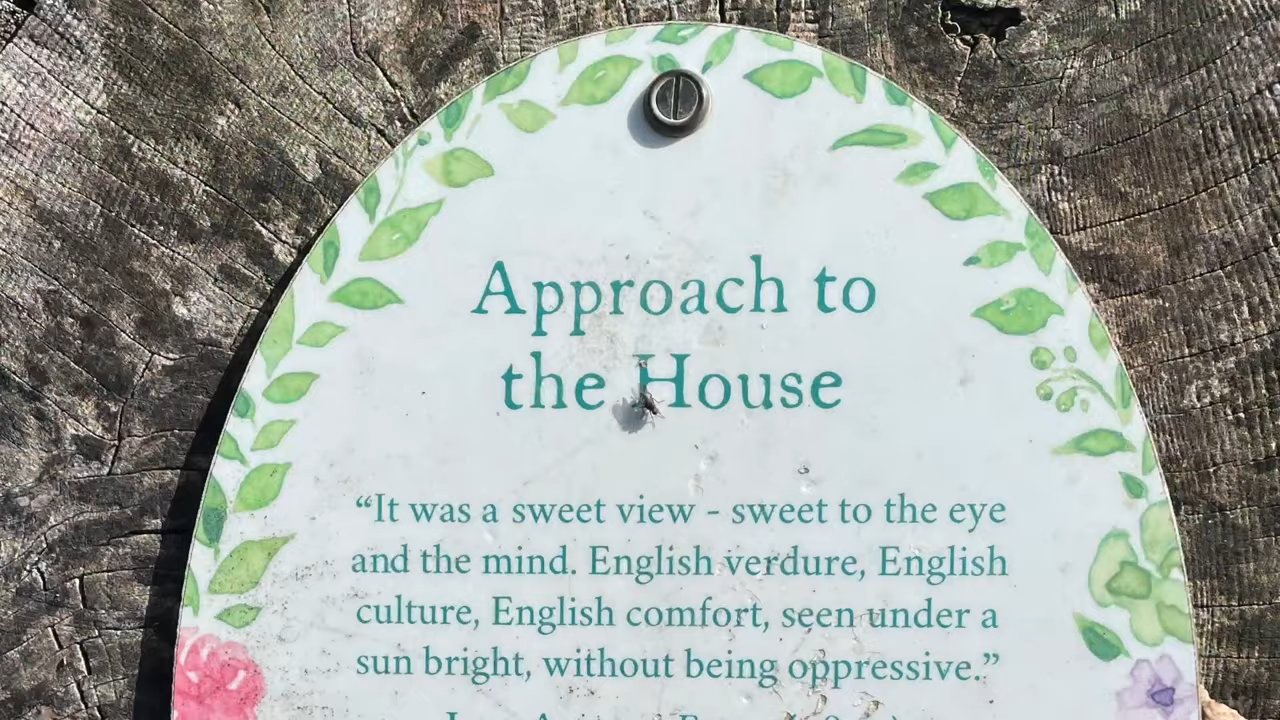 Approach to
the House
“It was a sweet view - sweet to the eye
and the mind. English verdure, English
culture, English comfort, seen under a
sun bright, without being oppressive.”